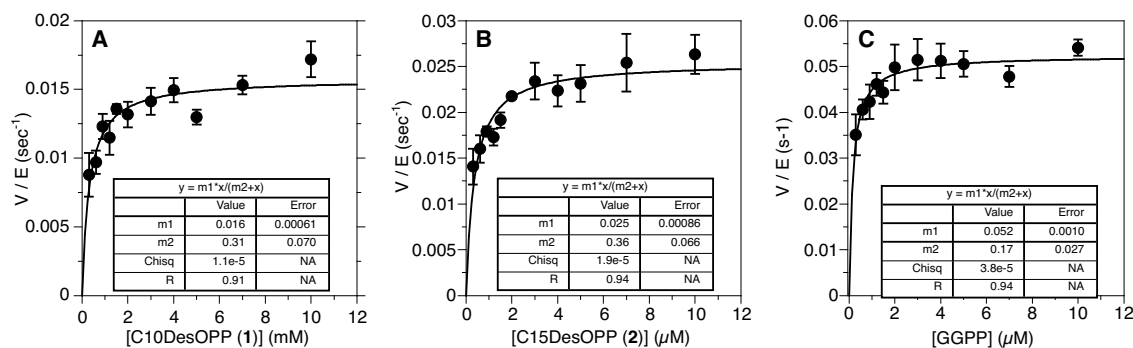 A
V / E (sec⁻¹)
0.02
0.015
0.01
0.005
0
y = m1*x/(m2+x)
Value Error
m1 0.016 0.00061
m2 0.31 0.070
Chisq 1.1e-5 NA
R 0.91 NA
0 2 4 6 8 10 12
[C10DesOPP (1)] (mM)
B
V / E (sec⁻¹)
0.03
0.025
0.02
0.015
0.01
0.005
0
y = m1*x/(m2+x)
Value Error
m1 0.025 0.00086
m2 0.36 0.066
Chisq 1.9e-5 NA
R 0.94 NA
0 2 4 6 8 10 12
[C15DesOPP (2)] (µM)
C
V / E (s-1)
0.06
0.05
0.04
0.03
0.02
0.01
0
y = m1*x/(m2+x)
Value Error
m1 0.052 0.0010
m2 0.17 0.027
Chisq 3.8e-5 NA
R 0.94 NA
0 2 4 6 8 10 12
[GGPP] (µM)